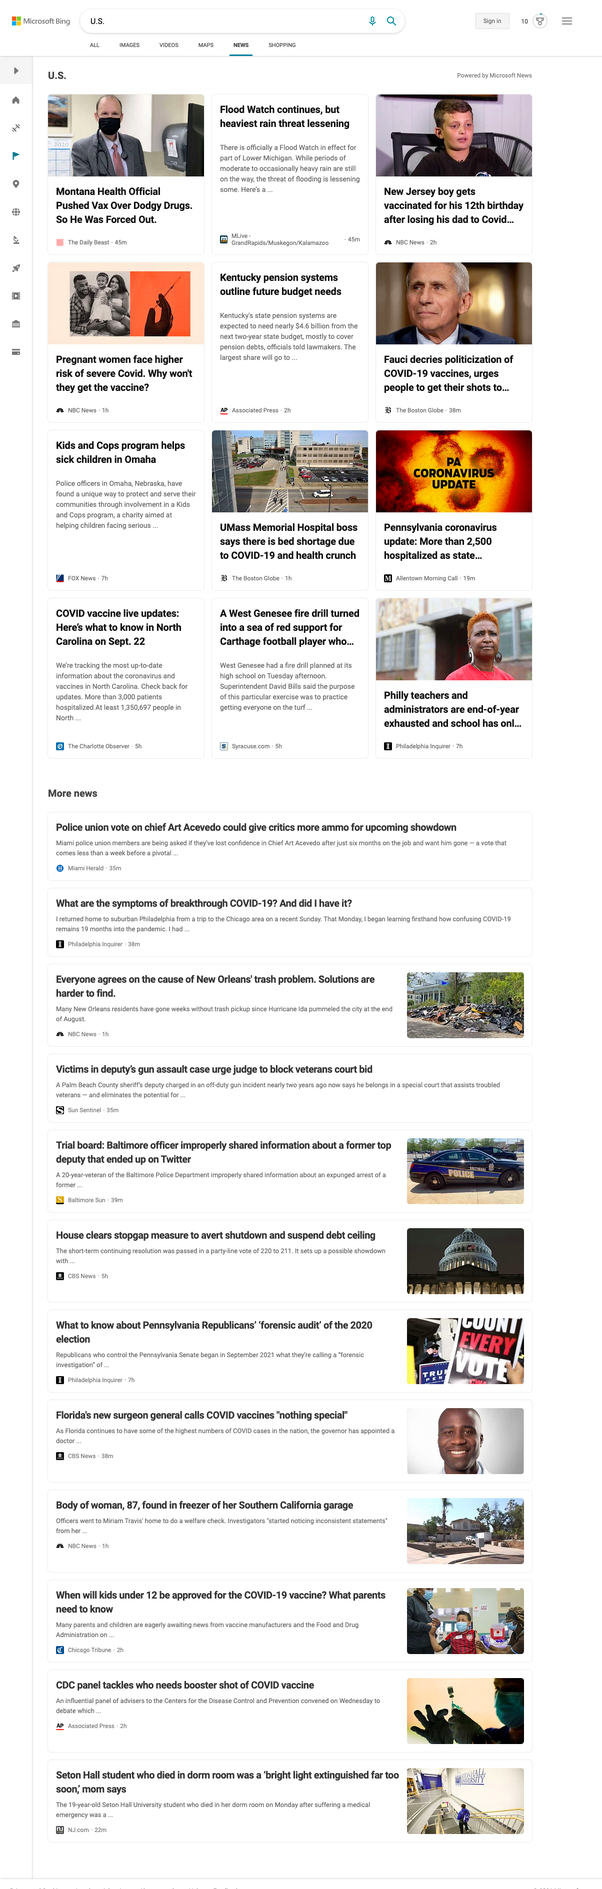 Microsoft Bing
U.S.
Sign in
10
ALL
IMAGES
VIDEOS
MAPS
NEWS
SHOPPING
U.S.
Powered by Microsoft News
Montana Health Official
Pushed Vax Over Dodgy Drugs.
So He Was Forced Out.
The Daily Beast · 45m
Flood Watch continues, but
heaviest rain threat lessening
There is officially a Flood Watch in effect for
part of Lower Michigan. While periods of
moderate to occasionally heavy rain are still
on the way, the threat of flooding is lessening
some. Here's a ...
MLive -
GrandRapids/Muskegon/Kalamazoo
· 45m
New Jersey boy gets
vaccinated for his 12th birthday
after losing his dad to Covid...
NBC News · 2h
Pregnant women face higher
risk of severe Covid. Why won't
they get the vaccine?
NBC News · 1h
Kentucky pension systems
outline future budget needs
Kentucky's state pension systems are
expected to need nearly $4.6 billion from the
next two-year state budget, mostly to cover
pension debts, officials told lawmakers. The
largest share will go to ...
AP
Associated Press · 2h
Fauci decries politicization of
COVID-19 vaccines, urges
people to get their shots to...
The Boston Globe · 38m
Kids and Cops program helps
sick children in Omaha
Police officers in Omaha, Nebraska, have
found a unique way to protect and serve their
communities through involvement in a Kids
and Cops program, a charity aimed at
helping children facing serious ...
FOX News · 7h
UMass Memorial Hospital boss
says there is bed shortage due
to COVID-19 and health crunch
The Boston Globe · 1h
PA
CORONAVIRUS
UPDATE
Pennsylvania coronavirus
update: More than 2,500
hospitalized as state...
Allentown Morning Call · 19m
COVID vaccine live updates:
Here's what to know in North
Carolina on Sept. 22
We're tracking the most up-to-date
information about the coronavirus and
vaccines in North Carolina. Check back for
updates. More than 3,000 patients
hospitalized At least 1,350,697 people in
North ...
The Charlotte Observer · 5h
A West Genesee fire drill turned
into a sea of red support for
Carthage football player who...
West Genesee had a fire drill planned at its
high school on Tuesday afternoon.
Superintendent David Bills said the purpose
of this particular exercise was to practice
getting everyone on the turf ...
Syracuse.com · 5h
Philly teachers and
administrators are end-of-year
exhausted and school has onl...
Philadelphia Inquirer · 7h
More news
Police union vote on chief Art Acevedo could give critics more ammo for upcoming showdown
Miami police union members are being asked if they've lost confidence in Chief Art Acevedo after just six months on the job and want him gone — a vote that
comes less than a week before a pivotal ...
Miami Herald · 35m
What are the symptoms of breakthrough COVID-19? And did I have it?
I returned home to suburban Philadelphia from a trip to the Chicago area on a recent Sunday. That Monday, I began learning firsthand how confusing COVID-19
remains 19 months into the pandemic. I had ...
Philadelphia Inquirer · 38m
Everyone agrees on the cause of New Orleans' trash problem. Solutions are
harder to find.
Many New Orleans residents have gone weeks without trash pickup since Hurricane Ida pummeled the city at the end
of August.
NBC News · 1h
Victims in deputy's gun assault case urge judge to block veterans court bid
A Palm Beach County sheriff's deputy charged in an off-duty gun incident nearly two years ago now says he belongs in a special court that assists troubled
veterans — and eliminates the potential for ...
Sun Sentinel · 35m
Trial board: Baltimore officer improperly shared information about a former top
deputy that ended up on Twitter
A 20-year-veteran of the Baltimore Police Department improperly shared information about an expunged arrest of a
former ...
Baltimore Sun · 39m
POLICE
House clears stopgap measure to avert shutdown and suspend debt ceiling
The short-term continuing resolution was passed in a party-line vote of 220 to 211. It sets up a possible showdown
with ...
CBS News · 5h
What to know about Pennsylvania Republicans' 'forensic audit' of the 2020
election
Republicans who control the Pennsylvania Senate began in September 2021 what they're calling a "forensic
investigation" of ...
Philadelphia Inquirer · 7h
COUNT
EVERY
VOTE
Florida's new surgeon general calls COVID vaccines "nothing special"
As Florida continues to have some of the highest numbers of COVID cases in the nation, the governor has appointed a
doctor ...
CBS News · 38m
Body of woman, 87, found in freezer of her Southern California garage
Officers went to Miriam Travis' home to do a welfare check. Investigators "started noticing inconsistent statements"
from her ...
NBC News · 1h
When will kids under 12 be approved for the COVID-19 vaccine? What parents
need to know
Many parents and children are eagerly awaiting news from vaccine manufacturers and the Food and Drug
Administration on ...
Chicago Tribune · 2h
CDC panel tackles who needs booster shot of COVID vaccine
An influential panel of advisers to the Centers for the Disease Control and Prevention convened on Wednesday to
debate which ...
AP
Associated Press · 2h
Seton Hall student who died in dorm room was a 'bright light extinguished far too
soon,' mom says
The 19-year-old Seton Hall University student who died in her dorm room on Monday after suffering a medical
emergency was a ...
NJ.com · 22m